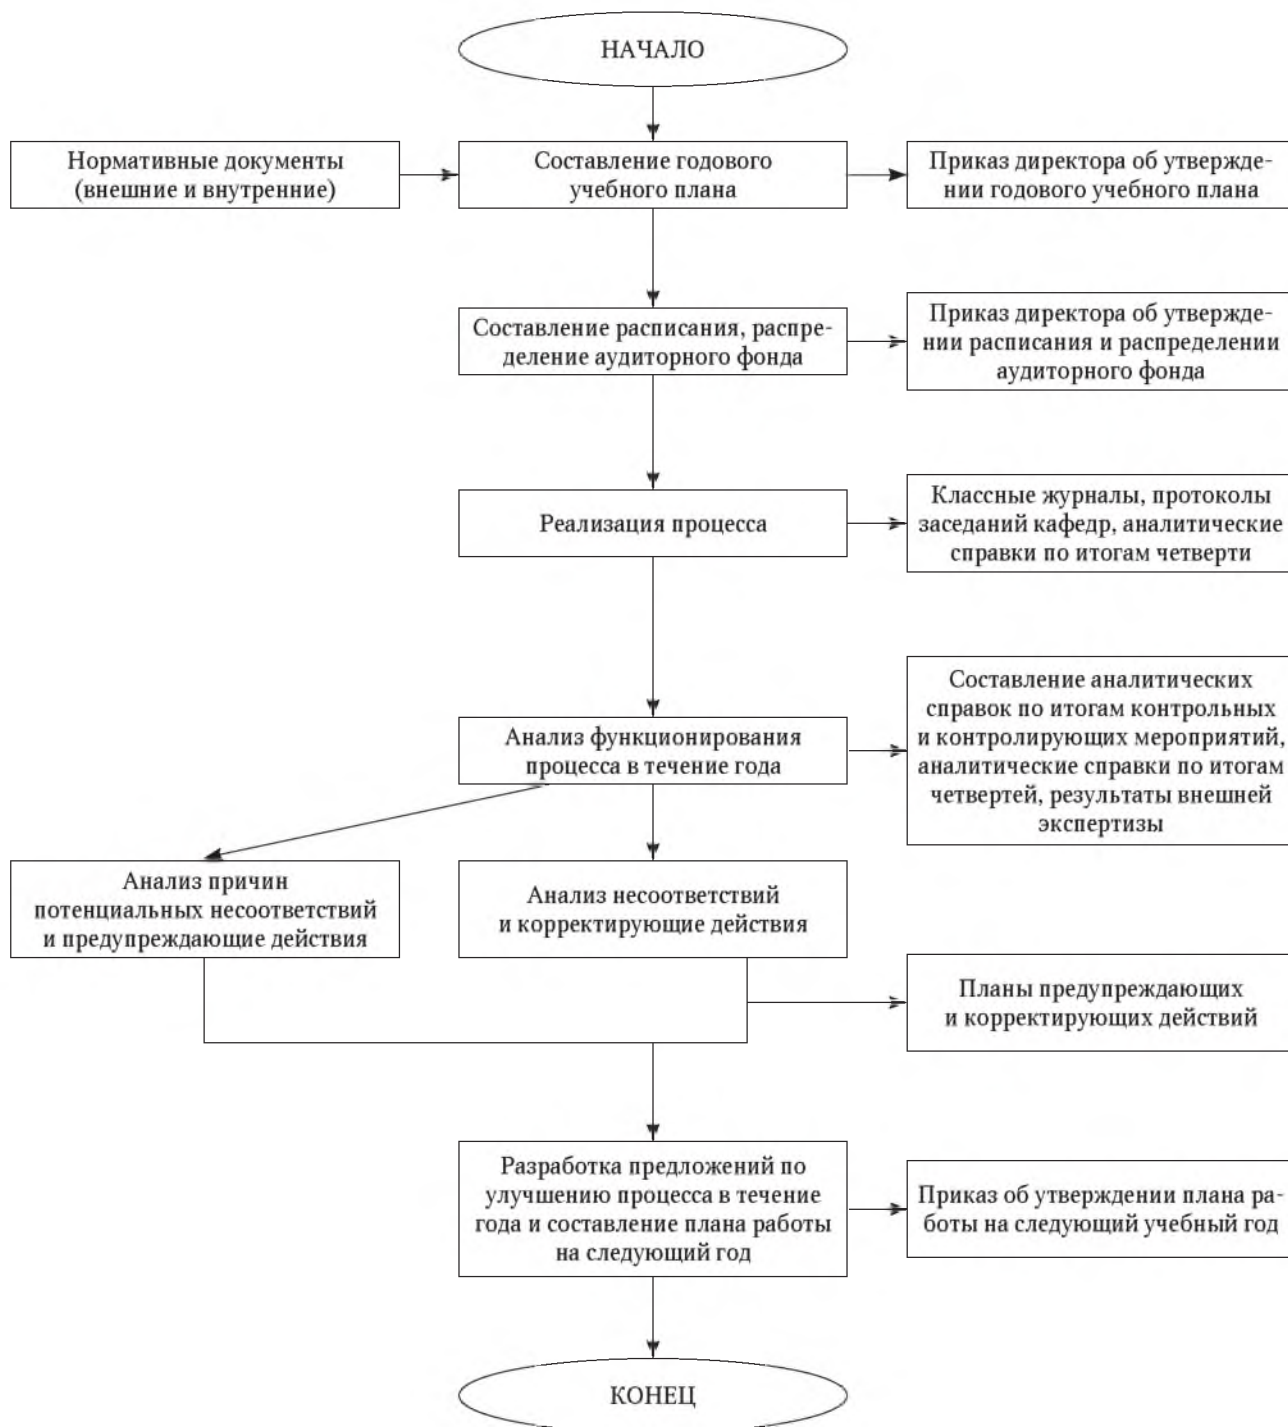 НАЧАЛО
Нормативные документы
(внешние и внутренние)
Составление годового
учебного плана
Приказ директора об утвержде-
нии годового учебного плана
Составление расписания, распре-
деление аудиторного фонда
Приказ директора об утвержде-
нии расписания и распределении
аудиторного фонда
Реализация процесса
Классные журналы, протоколы
заседаний кафедр, аналитические
справки по итогам четверти
Анализ функционирования
процесса в течение года
Составление аналитических
справок по итогам контрольных
и контролирующих мероприятий,
аналитические справки по итогам
четвертей, результаты внешней
экспертизы
Анализ причин
потенциальных несоответствий
и предупреждающие действия
Анализ несоответствий
и корректирующие действия
Планы предупреждающих
и корректирующих действий
Разработка предложений по
улучшению процесса в течение
года и составление плана работы
на следующий год
Приказ об утверждении плана ра-
боты на следующий учебный год
КОНЕЦ